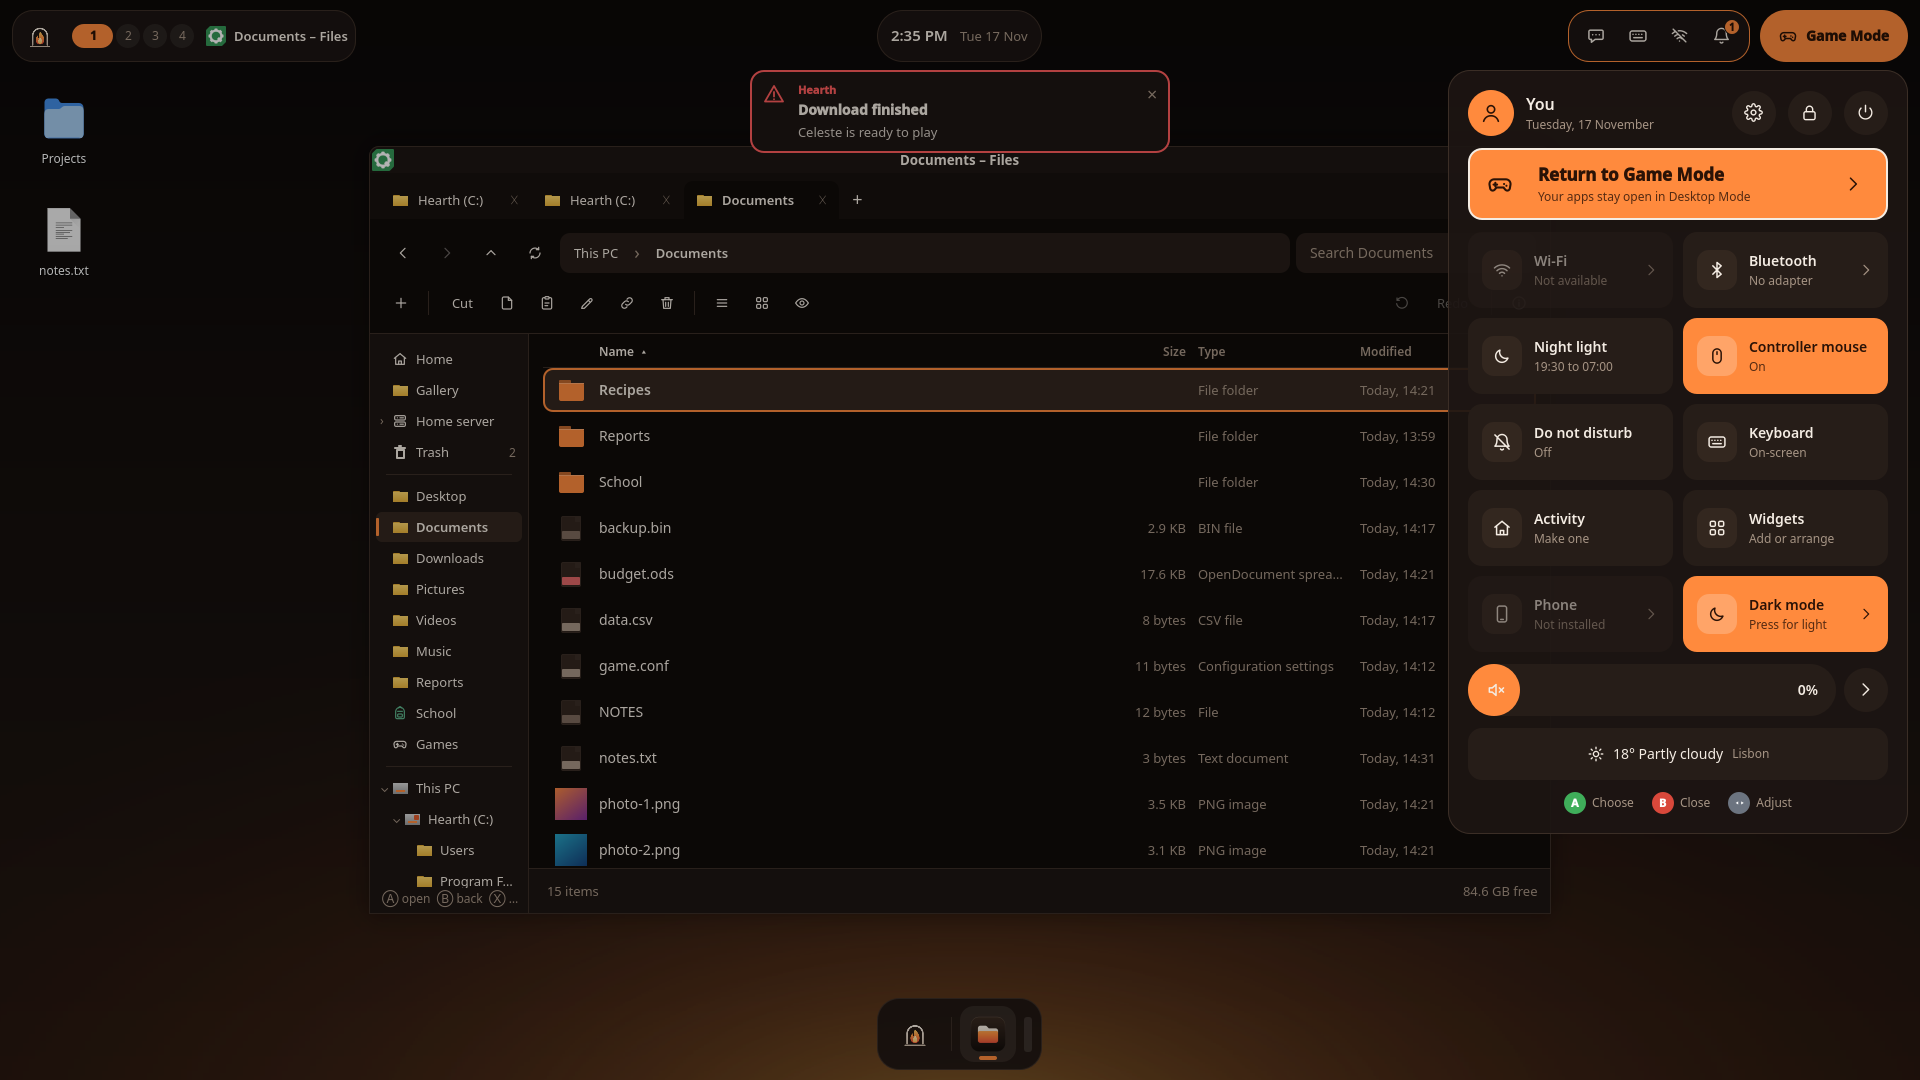 1 2 3 4 Documents – Files
2:35 PM Tue 17 Nov
1
Game Mode
Projects
notes.txt
Hearth
Download finished
Celeste is ready to play
Documents – Files
Hearth (C:) X
Hearth (C:) X
Documents X
+
This PC › Documents
Search Documents
Cut
Home
Gallery
Home server
Trash 2
Desktop
Documents
Downloads
Pictures
Videos
Music
Reports
School
Games
This PC
Hearth (C:)
Users
Program F...
A open B back X ...
Name Size Type Modified
Recipes File folder Today, 14:21
Reports File folder Today, 13:59
School File folder Today, 14:30
backup.bin 2.9 KB BIN file Today, 14:17
budget.ods 17.6 KB OpenDocument sprea... Today, 14:21
data.csv 8 bytes CSV file Today, 14:17
game.conf 11 bytes Configuration settings Today, 14:12
NOTES 12 bytes File Today, 14:12
notes.txt 3 bytes Text document Today, 14:31
photo-1.png 3.5 KB PNG image Today, 14:21
photo-2.png 3.1 KB PNG image Today, 14:21
15 items 84.6 GB free
You
Tuesday, 17 November
Return to Game Mode
Your apps stay open in Desktop Mode
Wi-Fi
Not available
Bluetooth
No adapter
Night light
19:30 to 07:00
Controller mouse
On
Do not disturb
Off
Keyboard
On-screen
Activity
Make one
Widgets
Add or arrange
Phone
Not installed
Dark mode
Press for light
0%
18° Partly cloudy Lisbon
A Choose B Close Adjust